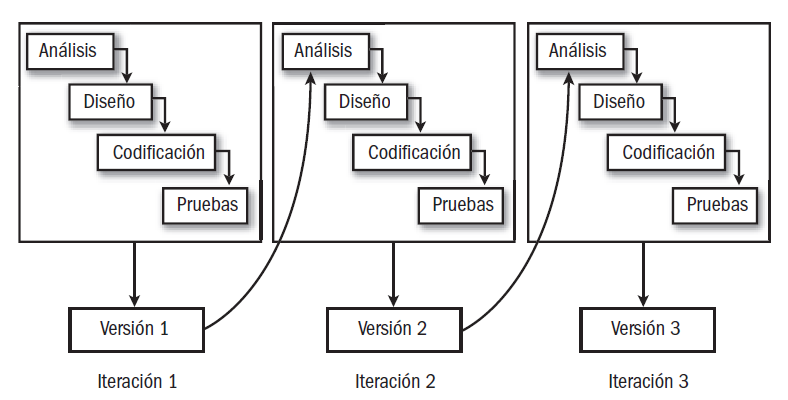 Análisis
Diseño
Codificación
Pruebas
Versión 1
Iteración 1
Análisis
Diseño
Codificación
Pruebas
Versión 2
Iteración 2
Análisis
Diseño
Codificación
Pruebas
Versión 3
Iteración 3